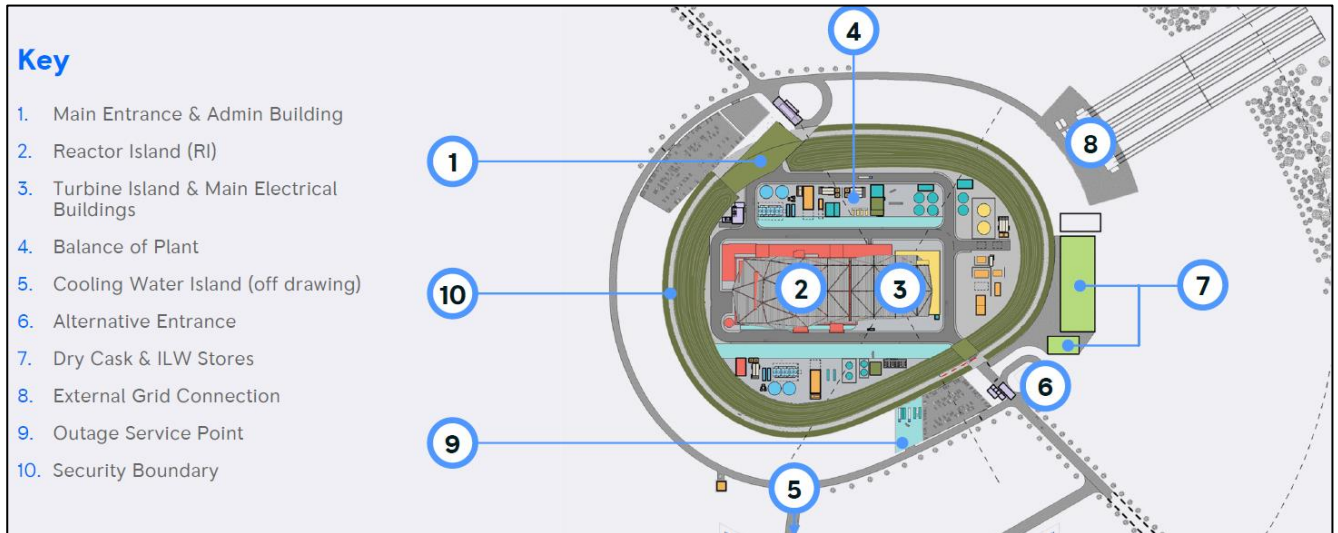 Key
1. Main Entrance & Admin Building
2. Reactor Island (RI)
3. Turbine Island & Main Electrical
Buildings
4. Balance of Plant
5. Cooling Water Island (off drawing)
6. Alternative Entrance
7. Dry Cask & ILW Stores
8. External Grid Connection
9. Outage Service Point
10. Security Boundary
4
8
1
10
2
3
7
6
9
5